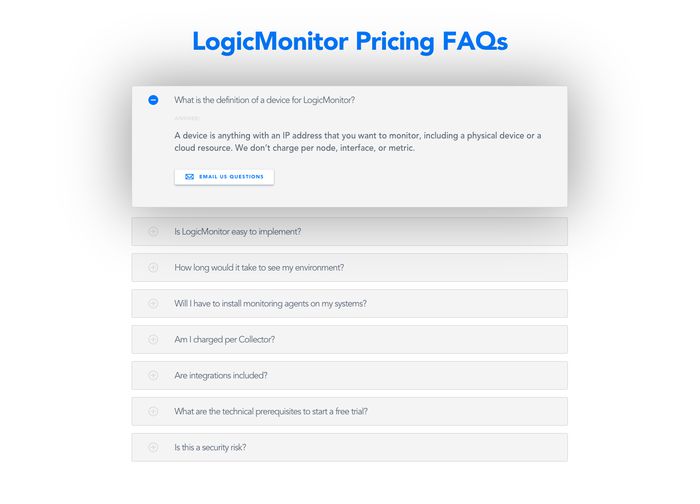 LogicMonitor Pricing FAQs
What is the definition of a device for LogicMonitor?
ANSWER:
A device is anything with an IP address that you want to monitor, including a physical device or a
cloud resource. We don't charge per node, interface, or metric.
EMAIL US QUESTIONS
Is LogicMonitor easy to implement?
How long would it take to see my environment?
Will I have to install monitoring agents on my systems?
Am I charged per Collector?
Are integrations included?
What are the technical prerequisites to start a free trial?
Is this a security risk?